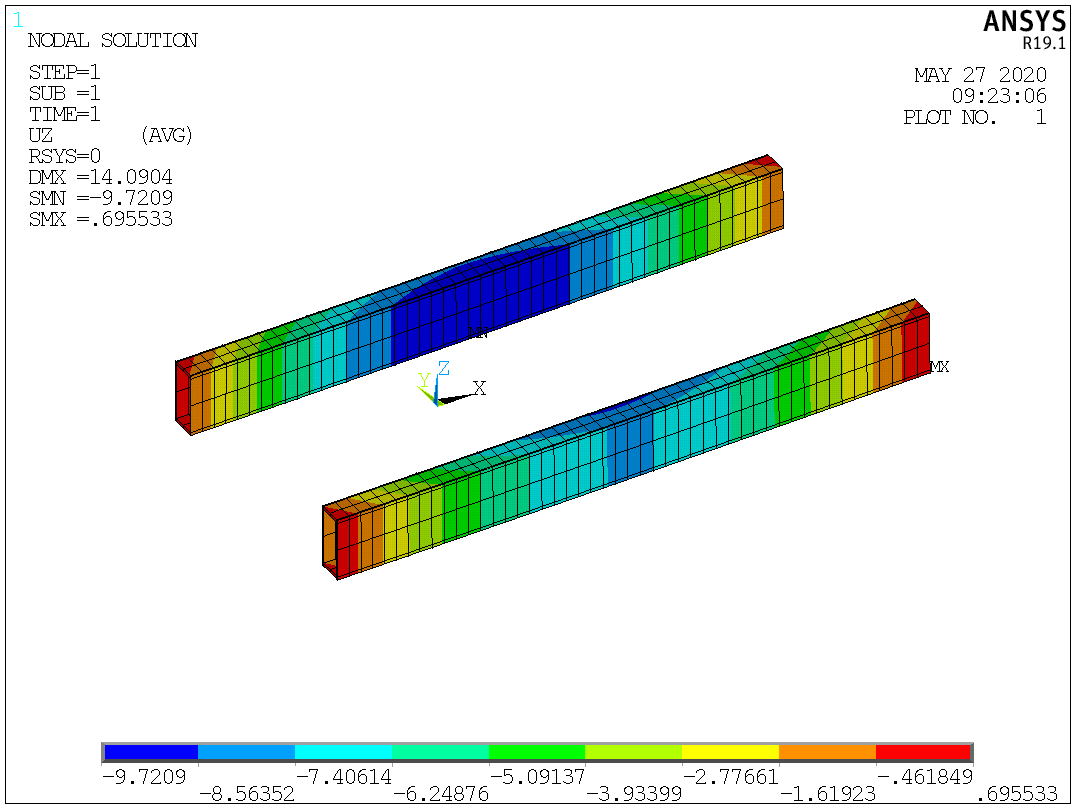 1
ANSYS
R19.1
NODAL SOLUTION
STEP=1
SUB =1
TIME=1
UZ (AVG)
RSYS=0
DMX =14.0904
SMN =-9.7209
SMX =.695533
MAY 27 2020
09:23:06
PLOT NO. 1
MN
Y Z X
MX
-9.7209 -7.40614 -5.09137 -2.77661 -.461849
-8.56352 -6.24876 -3.93399 -1.61923 .695533